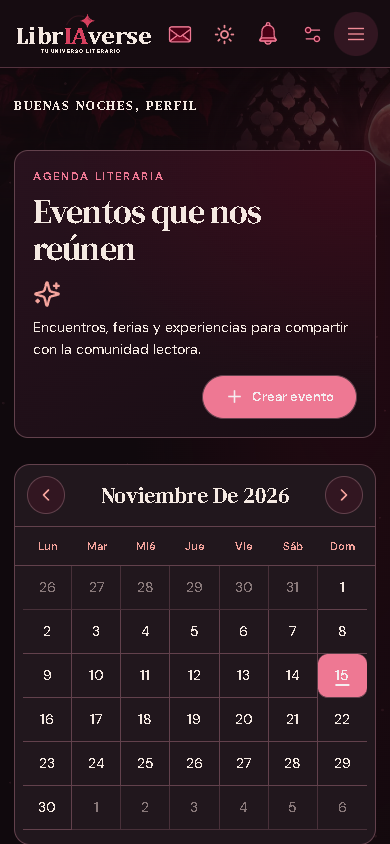 LibrIAverse
TU UNIVERSO LITERARIO
BUENAS NOCHES, PERFIL
AGENDA LITERARIA
Eventos que nos
reúnen
Encuentros, ferias y experiencias para compartir
con la comunidad lectora.
Crear evento
Noviembre De 2026
Lun Mar Mié Jue Vie Sáb Dom
26 27 28 29 30 31 1
2 3 4 5 6 7 8
9 10 11 12 13 14 15
16 17 18 19 20 21 22
23 24 25 26 27 28 29
30 1 2 3 4 5 6